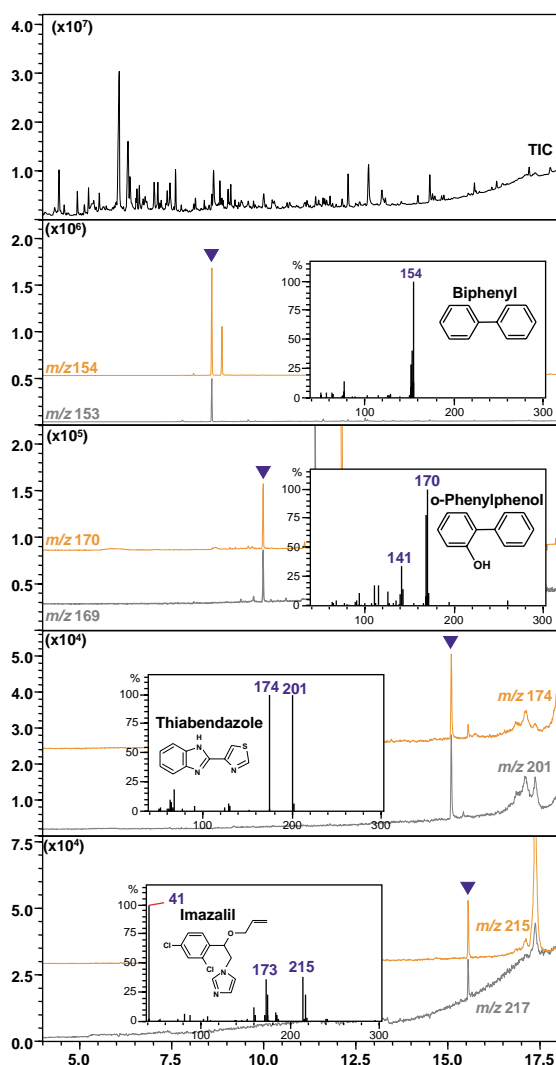 (x10⁷)
4.0
3.0
2.0
1.0
TIC
(x10⁶)
2.0
1.5
1.0
0.5
m/z 154
m/z 153
%
100
75
50
25
0
154
Biphenyl
100
200
300
(x10⁵)
2.0
1.5
1.0
0.5
m/z 170
m/z 169
%
100
75
50
25
0
170
o-Phenylphenol
141
OH
100
200
300
(x10⁴)
5.0
4.0
3.0
2.0
1.0
m/z 174
m/z 201
%
100
75
50
25
0
174
201
Thiabendazole
H
N
N
S
N
100
200
300
(x10⁴)
7.5
5.0
2.5
0.0
m/z 215
m/z 217
%
100
75
50
25
0
41
Imazalil
O
Cl
Cl
N
N
173
215
100
200
300
5.0
7.5
10.0
12.5
15.0
17.5